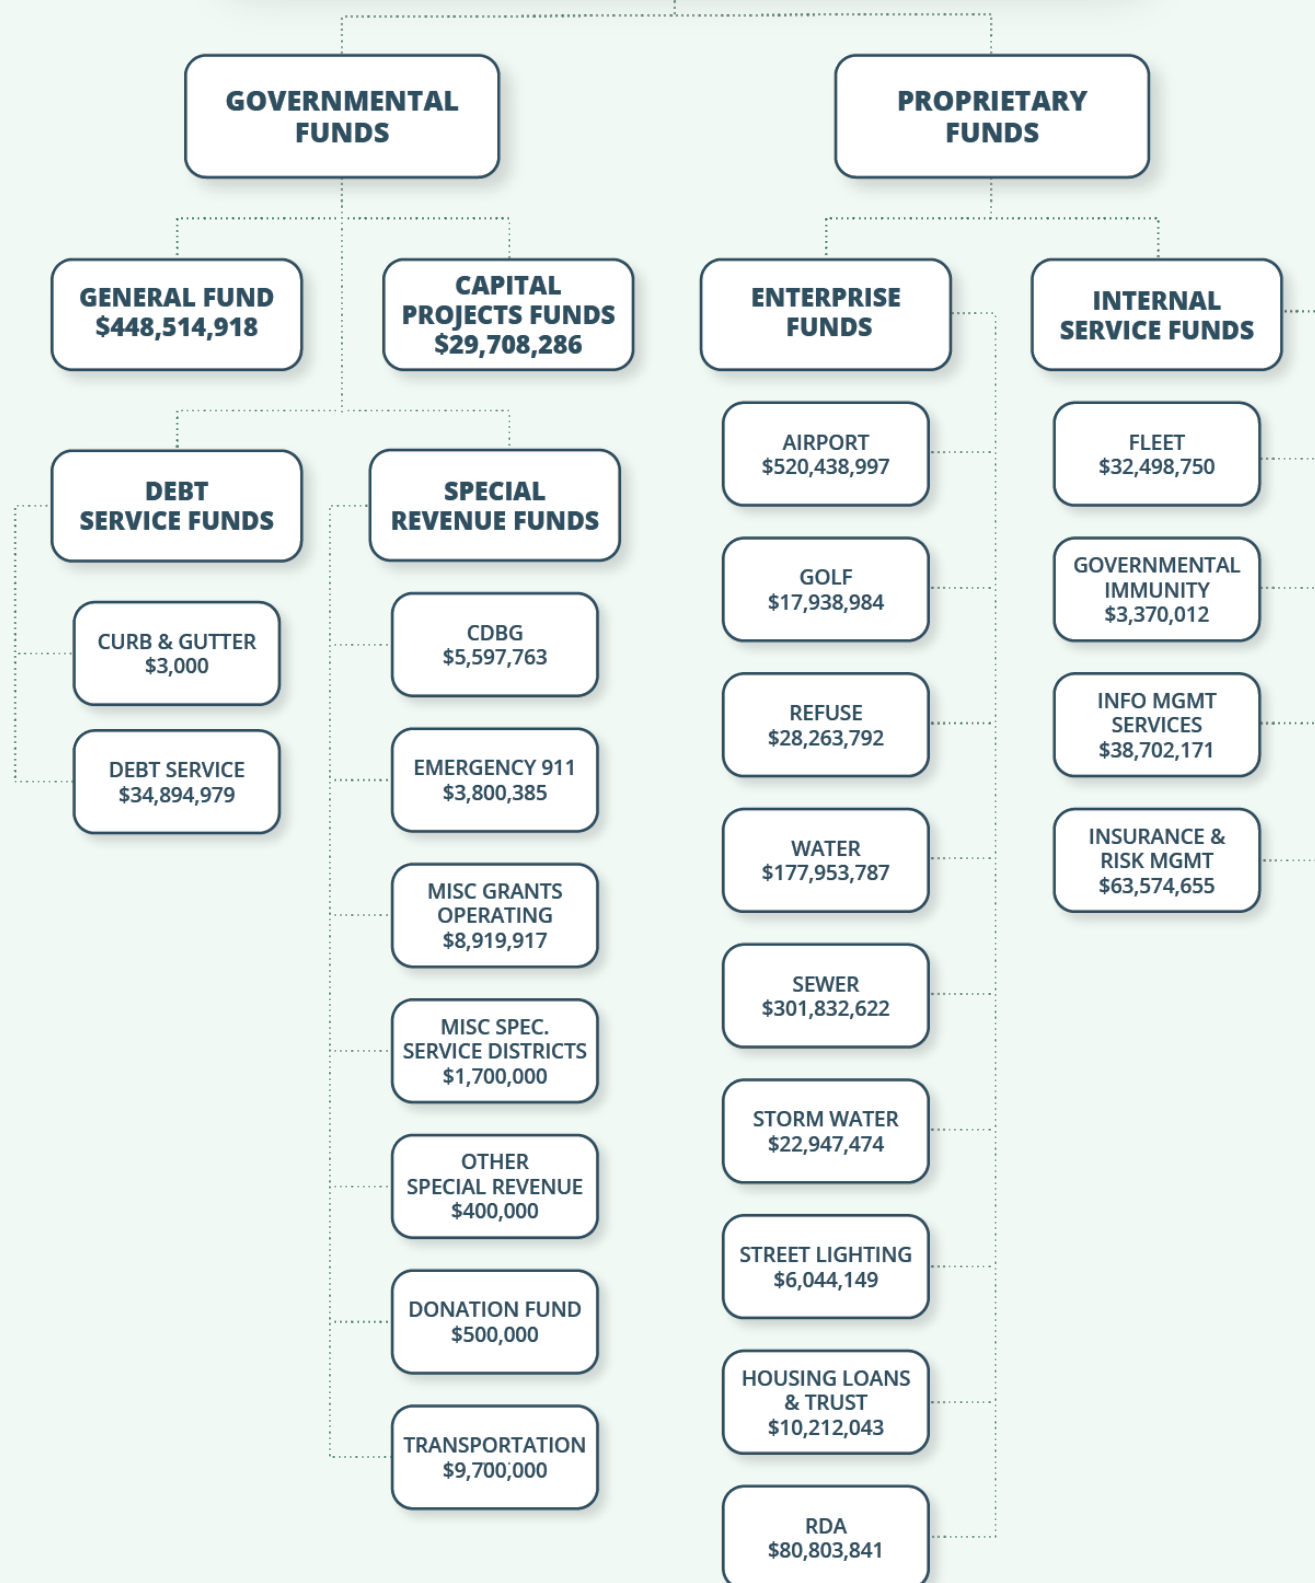 GOVERNMENTAL
FUNDS
GENERAL FUND
$448,514,918
CAPITAL
PROJECTS FUNDS
$29,708,286
DEBT
SERVICE FUNDS
CURB & GUTTER
$3,000
DEBT SERVICE
$34,894,979
SPECIAL
REVENUE FUNDS
CDBG
$5,597,763
EMERGENCY 911
$3,800,385
MISC GRANTS
OPERATING
$8,919,917
MISC SPEC.
SERVICE DISTRICTS
$1,700,000
OTHER
SPECIAL REVENUE
$400,000
DONATION FUND
$500,000
TRANSPORTATION
$9,700,000
PROPRIETARY
FUNDS
ENTERPRISE
FUNDS
AIRPORT
$520,438,997
GOLF
$17,938,984
REFUSE
$28,263,792
WATER
$177,953,787
SEWER
$301,832,622
STORM WATER
$22,947,474
STREET LIGHTING
$6,044,149
HOUSING LOANS
& TRUST
$10,212,043
RDA
$80,803,841
INTERNAL
SERVICE FUNDS
FLEET
$32,498,750
GOVERNMENTAL
IMMUNITY
$3,370,012
INFO MGMT
SERVICES
$38,702,171
INSURANCE &
RISK MGMT
$63,574,655